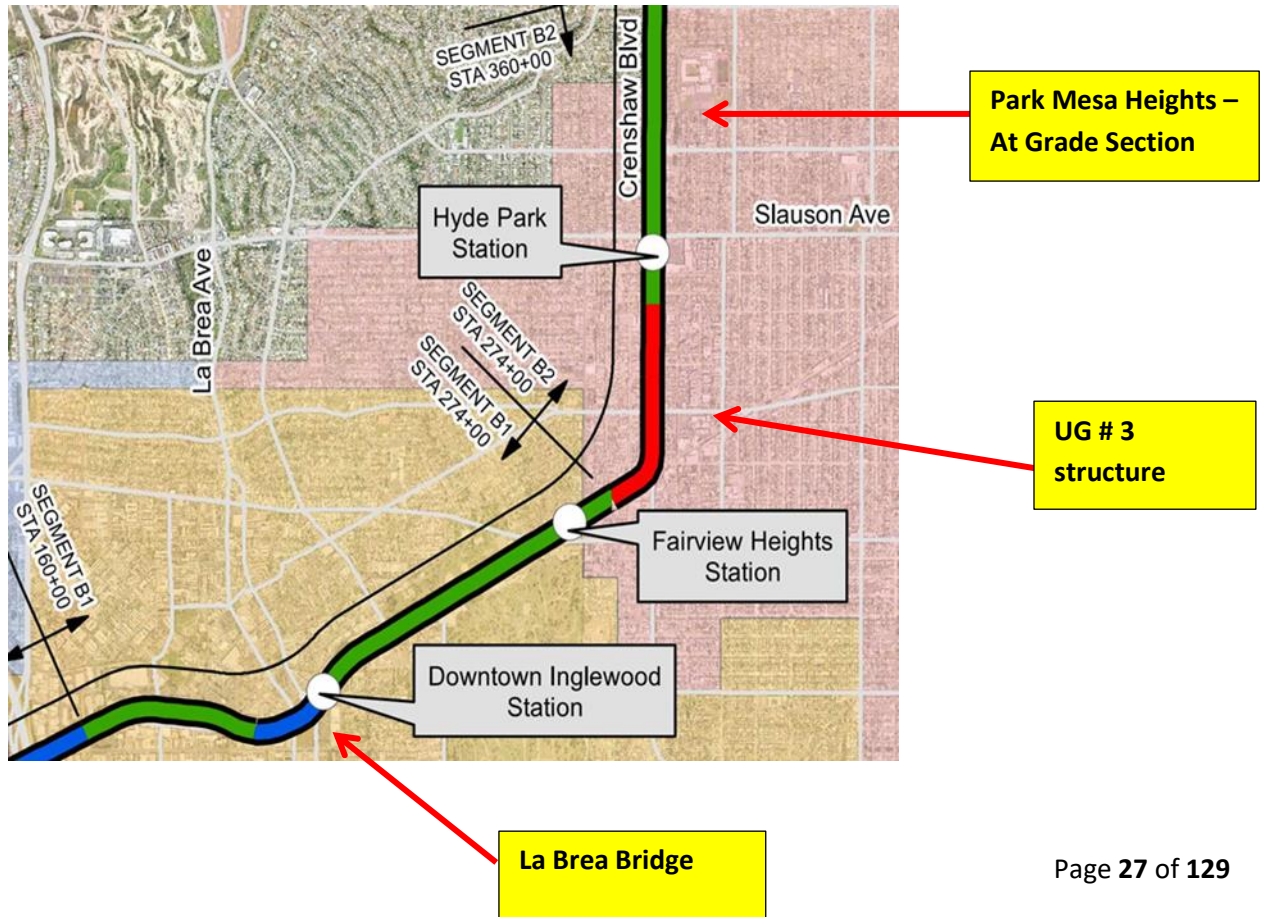 SEGMENT B2
STA 360+00
Crenshaw Blvd
Park Mesa Heights –
At Grade Section
Hyde Park
Station
Slauson Ave
La Brea Ave
SEGMENT B2
STA 274+00
SEGMENT B1
STA 274+00
UG # 3
structure
SEGMENT B1
STA 160+00
Fairview Heights
Station
Downtown Inglewood
Station
La Brea Bridge
Page 27 of 129